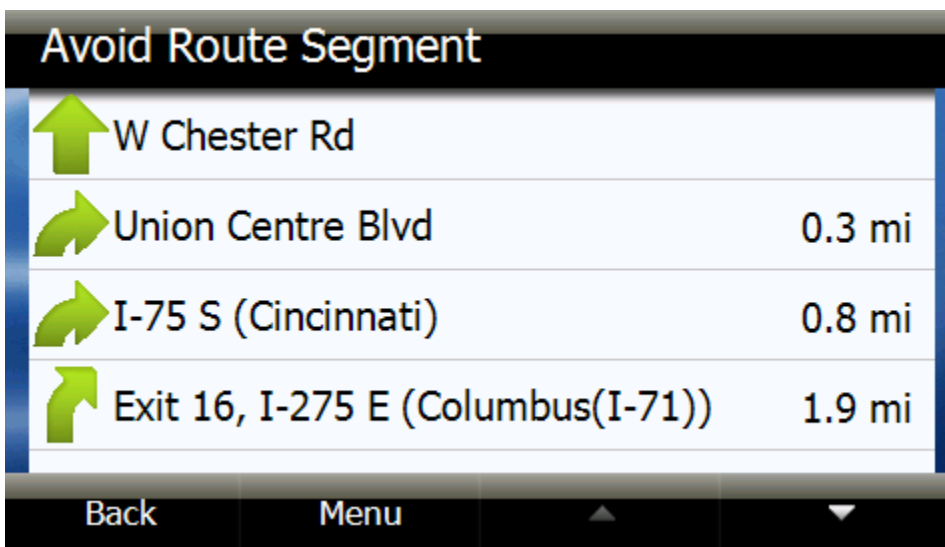 Avoid Route Segment
W Chester Rd
Union Centre Blvd 0.3 mi
I-75 S (Cincinnati) 0.8 mi
Exit 16, I-275 E (Columbus(I-71)) 1.9 mi
Back Menu